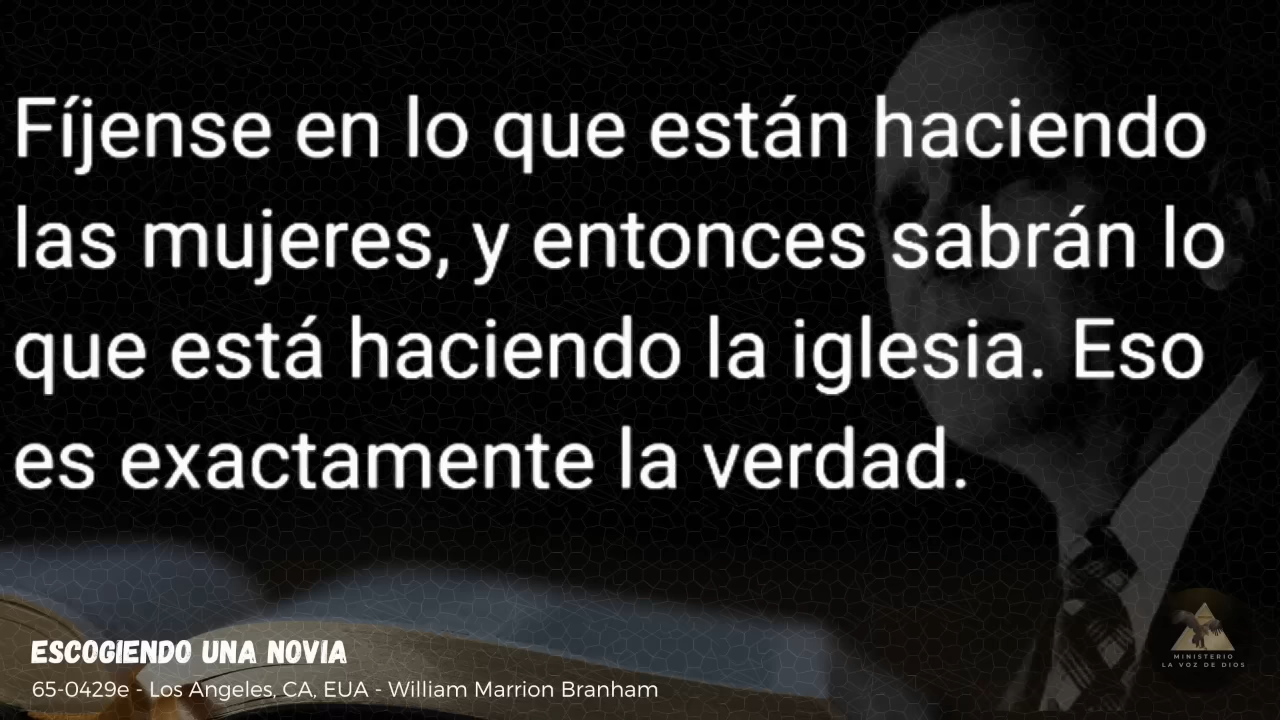 Fíjense en lo que están haciendo
las mujeres, y entonces sabrán lo
que está haciendo la iglesia. Eso
es exactamente la verdad.
ESCOGIENDO UNA NOVIA
65-0429e - Los Angeles, CA, EUA - William Marrion Branham
MINISTERIO
LA VOZ DE DIOS